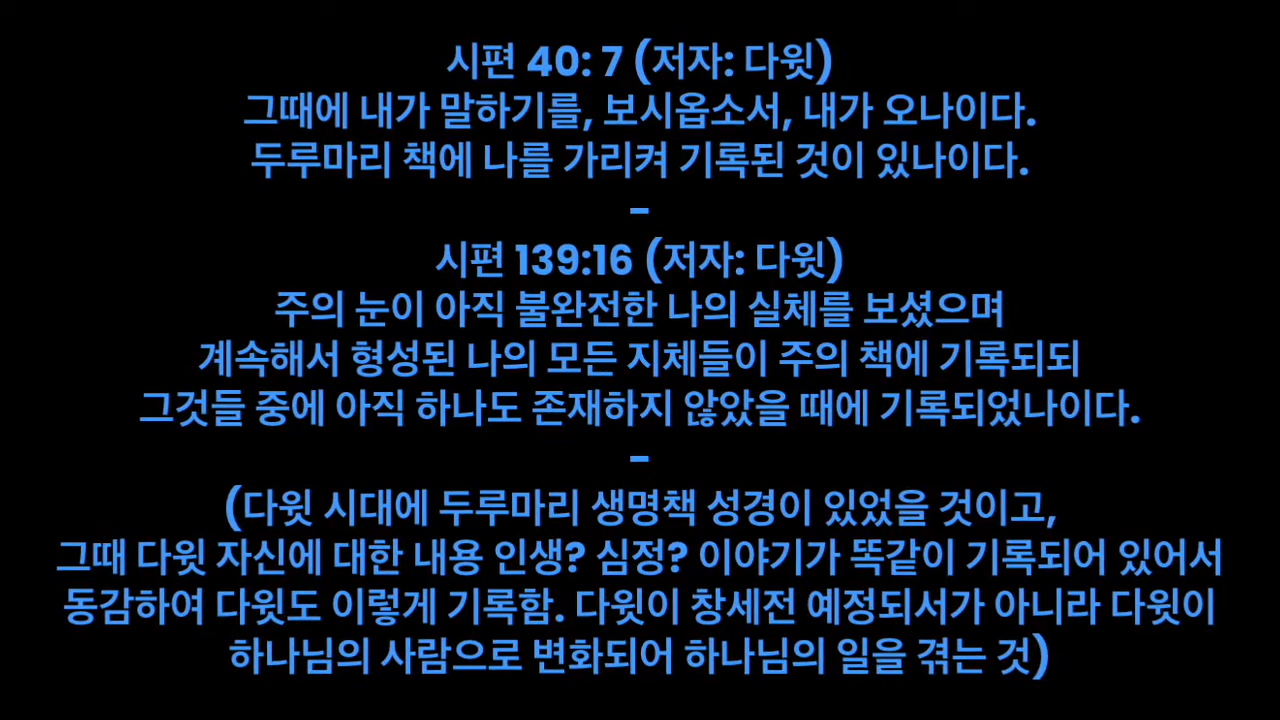 시편 40: 7 (저자: 다윗)
그때에 내가 말하기를, 보시옵소서, 내가 오나이다.
두루마리 책에 나를 가리켜 기록된 것이 있나이다.
-
시편 139:16 (저자: 다윗)
주의 눈이 아직 불완전한 나의 실체를 보셨으며
계속해서 형성된 나의 모든 지체들이 주의 책에 기록되되
그것들 중에 아직 하나도 존재하지 않았을 때에 기록되었나이다.
-
(다윗 시대에 두루마리 생명책 성경이 있었을 것이고,
그때 다윗 자신에 대한 내용 인생? 심정? 이야기가 똑같이 기록되어 있어서
동감하여 다윗도 이렇게 기록함. 다윗이 창세전 예정되서가 아니라 다윗이
하나님의 사람으로 변화되어 하나님의 일을 겪는 것)